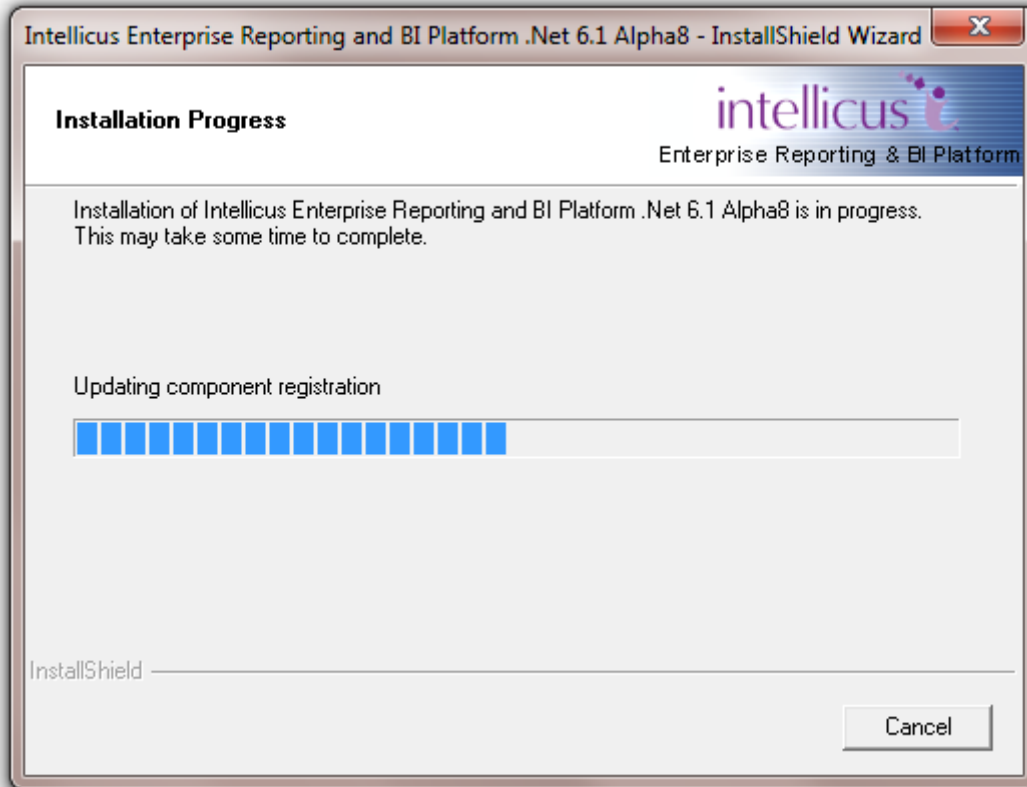 Intellicus Enterprise Reporting and BI Platform .Net 6.1 Alpha8 - InstallShield Wizard
Installation Progress
intellicus
Enterprise Reporting & BI Platform
Installation of Intellicus Enterprise Reporting and BI Platform .Net 6.1 Alpha8 is in progress.
This may take some time to complete.
Updating component registration
InstallShield
Cancel